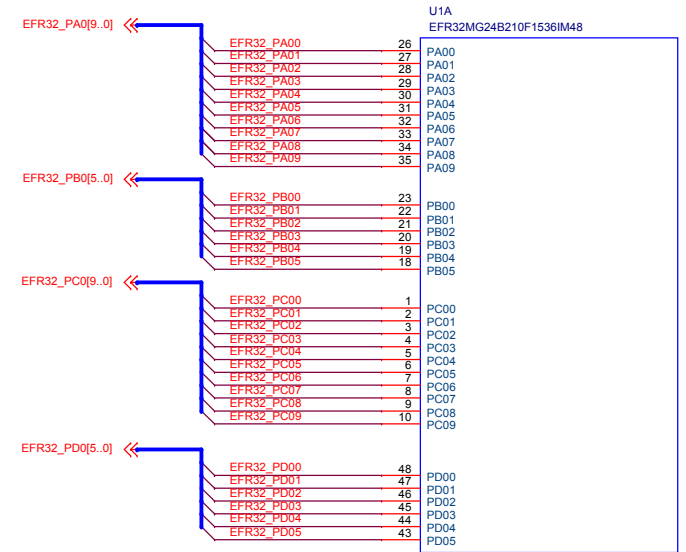 U1A
EFR32MG24B210F1536IM48
EFR32_PA0[9..0]
EFR32_PA00 26 PA00
EFR32_PA01 27 PA01
EFR32_PA02 28 PA02
EFR32_PA03 29 PA03
EFR32_PA04 30 PA04
EFR32_PA05 31 PA05
EFR32_PA06 32 PA06
EFR32_PA07 33 PA07
EFR32_PA08 34 PA08
EFR32_PA09 35 PA09
EFR32_PB0[5..0]
EFR32_PB00 23 PB00
EFR32_PB01 22 PB01
EFR32_PB02 21 PB02
EFR32_PB03 20 PB03
EFR32_PB04 19 PB04
EFR32_PB05 18 PB05
EFR32_PC0[9..0]
EFR32_PC00 1 PC00
EFR32_PC01 2 PC01
EFR32_PC02 3 PC02
EFR32_PC03 4 PC03
EFR32_PC04 5 PC04
EFR32_PC05 6 PC05
EFR32_PC06 7 PC06
EFR32_PC07 8 PC07
EFR32_PC08 9 PC08
EFR32_PC09 10 PC09
EFR32_PD0[5..0]
EFR32_PD00 48 PD00
EFR32_PD01 47 PD01
EFR32_PD02 46 PD02
EFR32_PD03 45 PD03
EFR32_PD04 44 PD04
EFR32_PD05 43 PD05